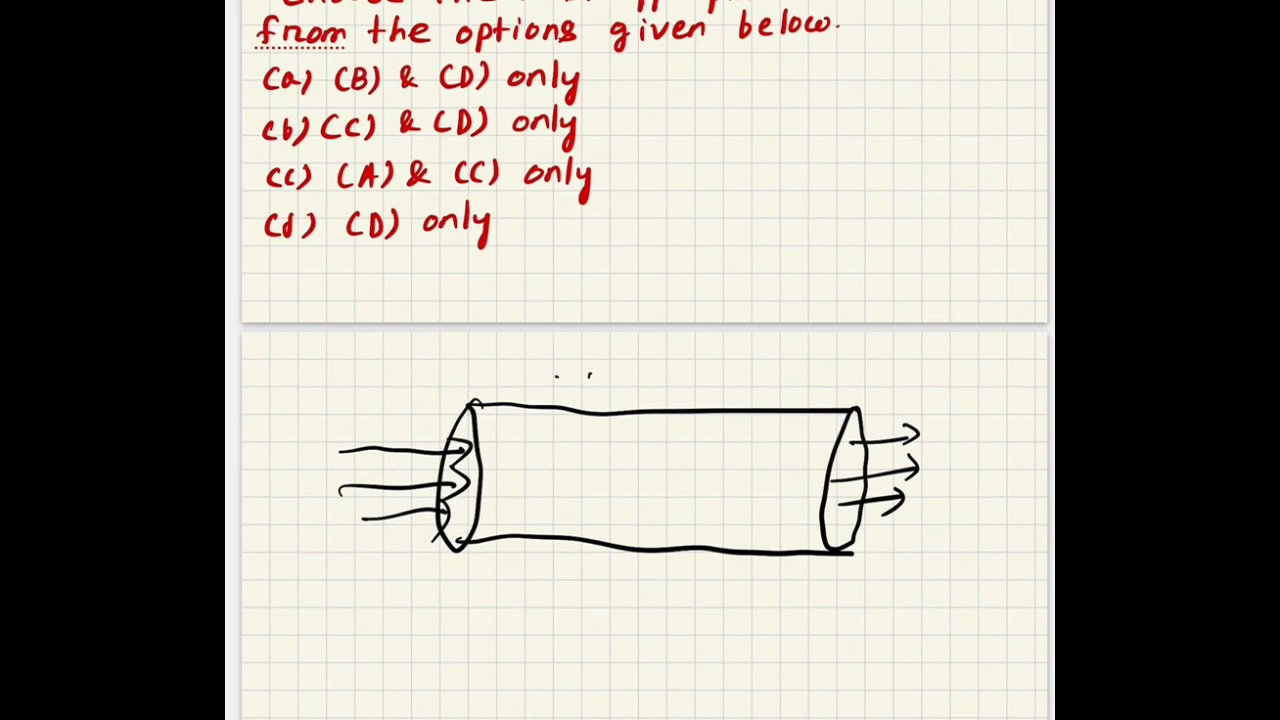 from the options given below.
(a) (B) & (D) only
(b) (C) & (D) only
(c) (A) & (C) only
(d) (D) only